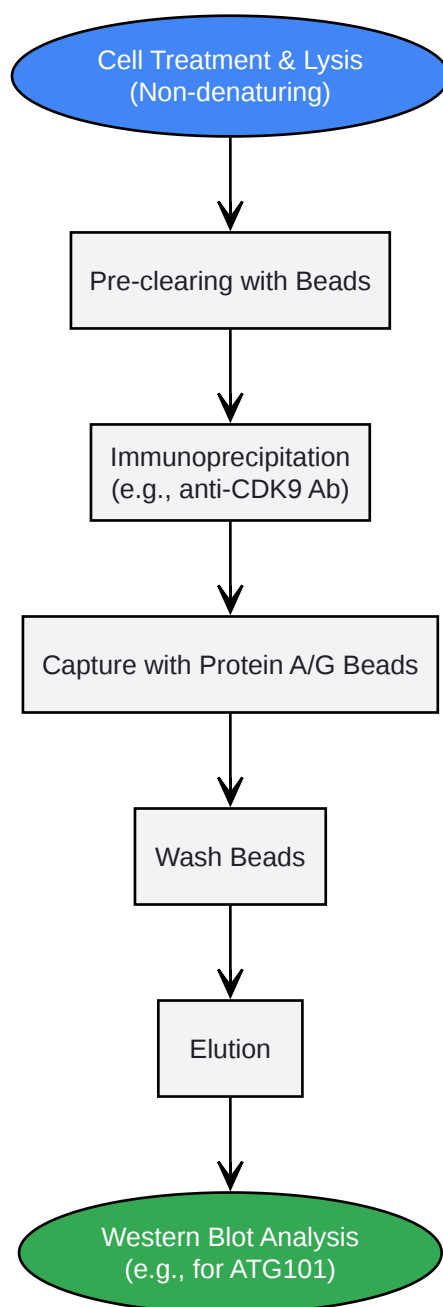 Cell Treatment & Lysis
(Non-denaturing)
Pre-clearing with Beads
Immunoprecipitation
(e.g., anti-CDK9 Ab)
Capture with Protein A/G Beads
Wash Beads
Elution
Western Blot Analysis
(e.g., for ATG101)